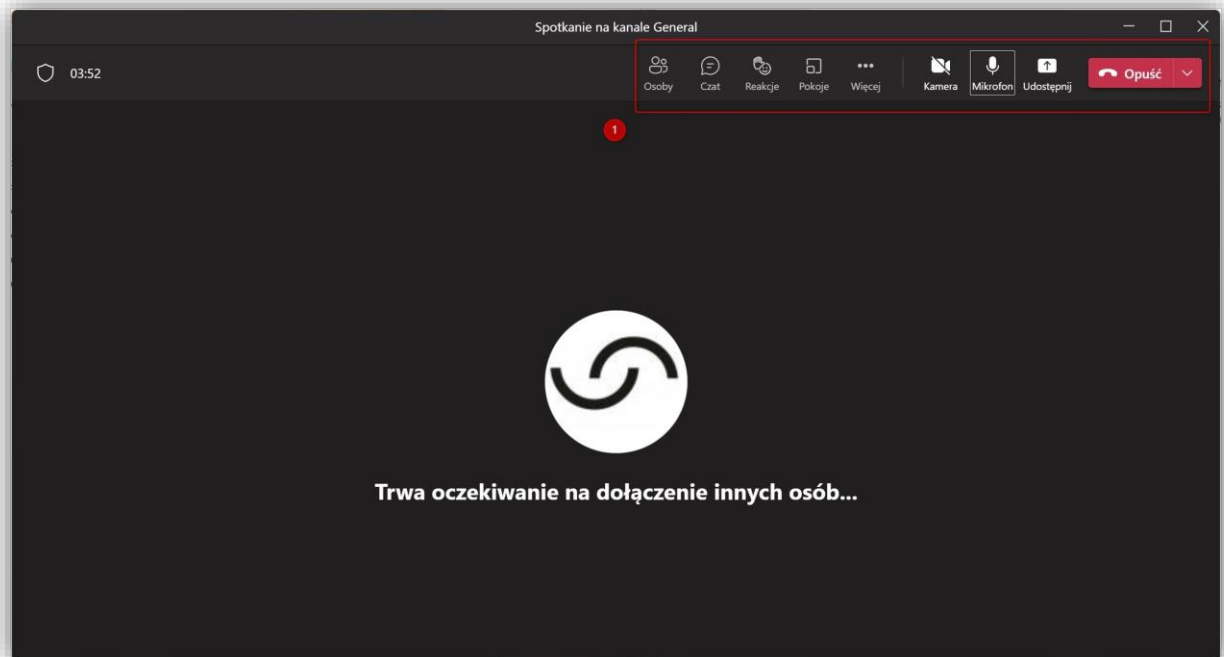 Spotkanie na kanale General
03:52
Osoby Czat Reakcje Pokoje Więcej Kamera Mikrofon Udostępnij Opuść
1
Trwa oczekiwanie na dołączenie innych osób...